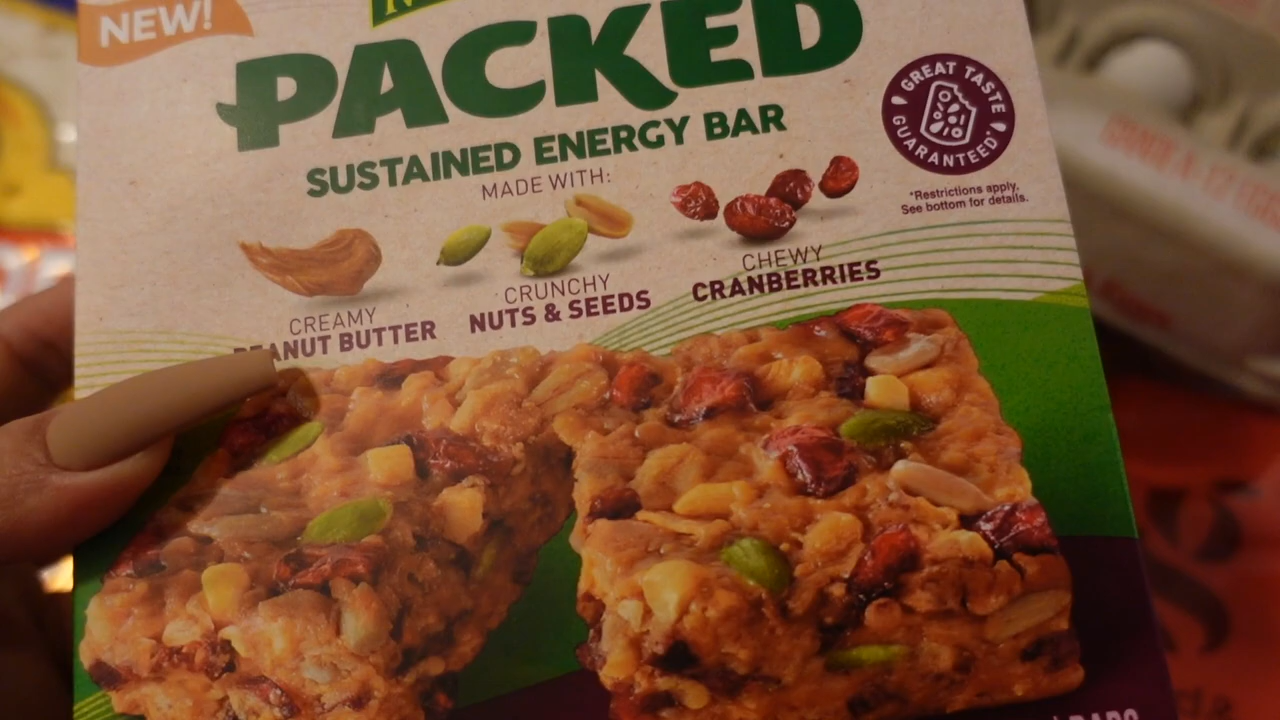 NEW!
PACKED
SUSTAINED ENERGY BAR
MADE WITH:
GREAT TASTE
GUARANTEED*
*Restrictions apply.
See bottom for details.
CREAMY
PEANUT BUTTER
CRUNCHY
NUTS & SEEDS
CHEWY
CRANBERRIES
BARS